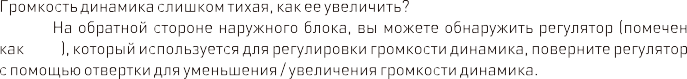 Громкость динамика слишком тихая, как ее увеличить?
На обратной стороне наружного блока, вы можете обнаружить регулятор (помечен
как ), который используется для регулировки громкости динамика, поверните регулятор
с помощью отвертки для уменьшения / увеличения громкости динамика.